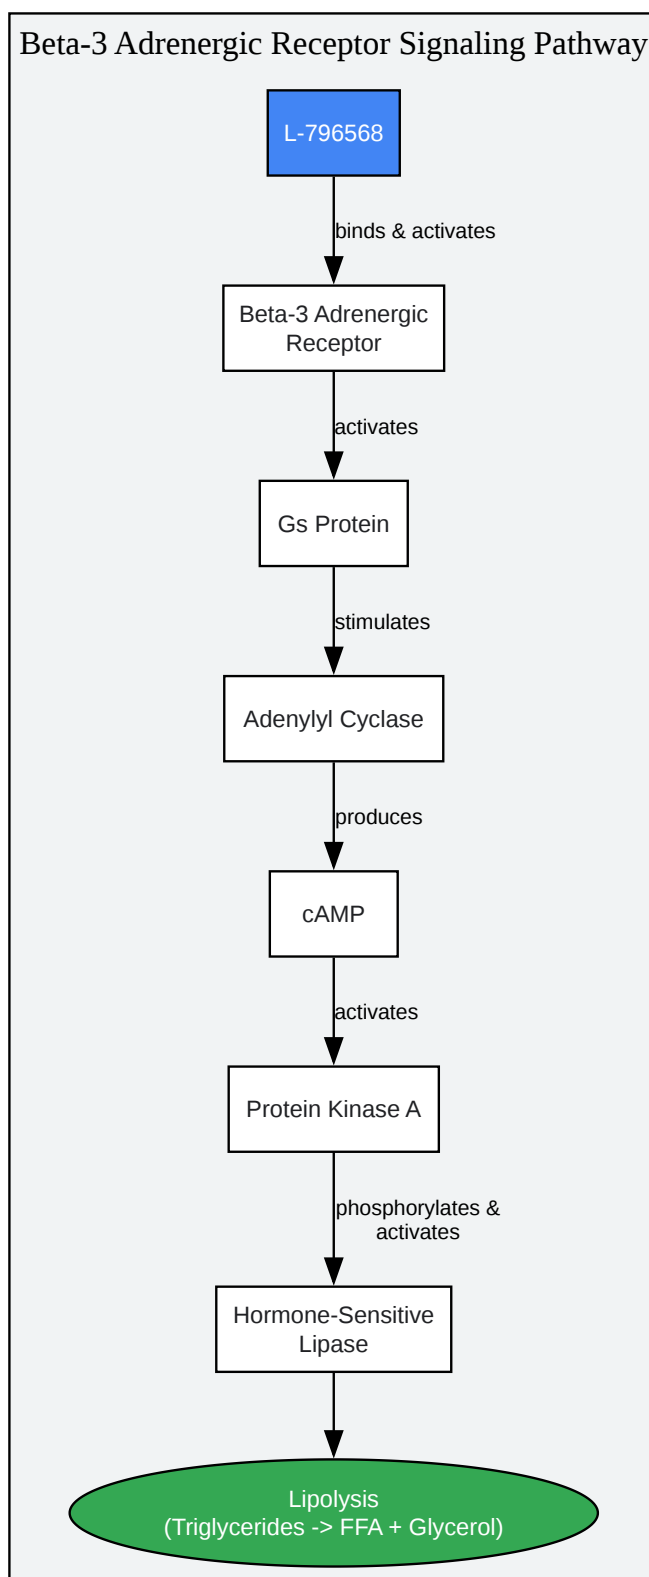 Beta-3 Adrenergic Receptor Signaling Pathway
L-796568
binds & activates
Beta-3 Adrenergic
Receptor
activates
Gs Protein
stimulates
Adenylyl Cyclase
produces
cAMP
activates
Protein Kinase A
phosphorylates &
activates
Hormone-Sensitive
Lipase
Lipolysis
(Triglycerides -> FFA + Glycerol)